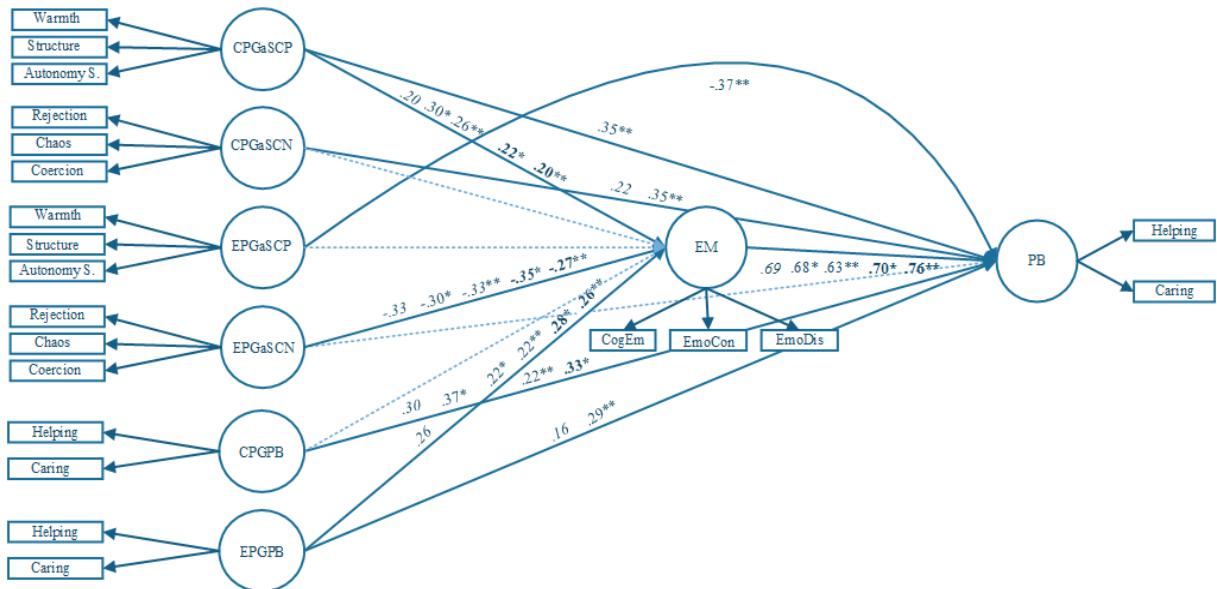 Warmth
Structure
Autonomy S.
CPGaSCP
Rejection
Chaos
Coercion
CPGaSCN
Warmth
Structure
Autonomy S.
EPGaSCP
Rejection
Chaos
Coercion
EPGaSCN
Helping
Caring
CPGPB
Helping
Caring
EPGPB
.20 .30* .26** .22* .20**
-.37**
.35**
.22 .35**
EM
CogEm
EmoCon
EmoDis
.69 .68* .63** .70* .76**
-.33 -.30* -.33** -.35* -.27**
.30 .37* .22** .33*
.26 .22* .22** .28* .26**
.16 .29**
PB
Helping
Caring